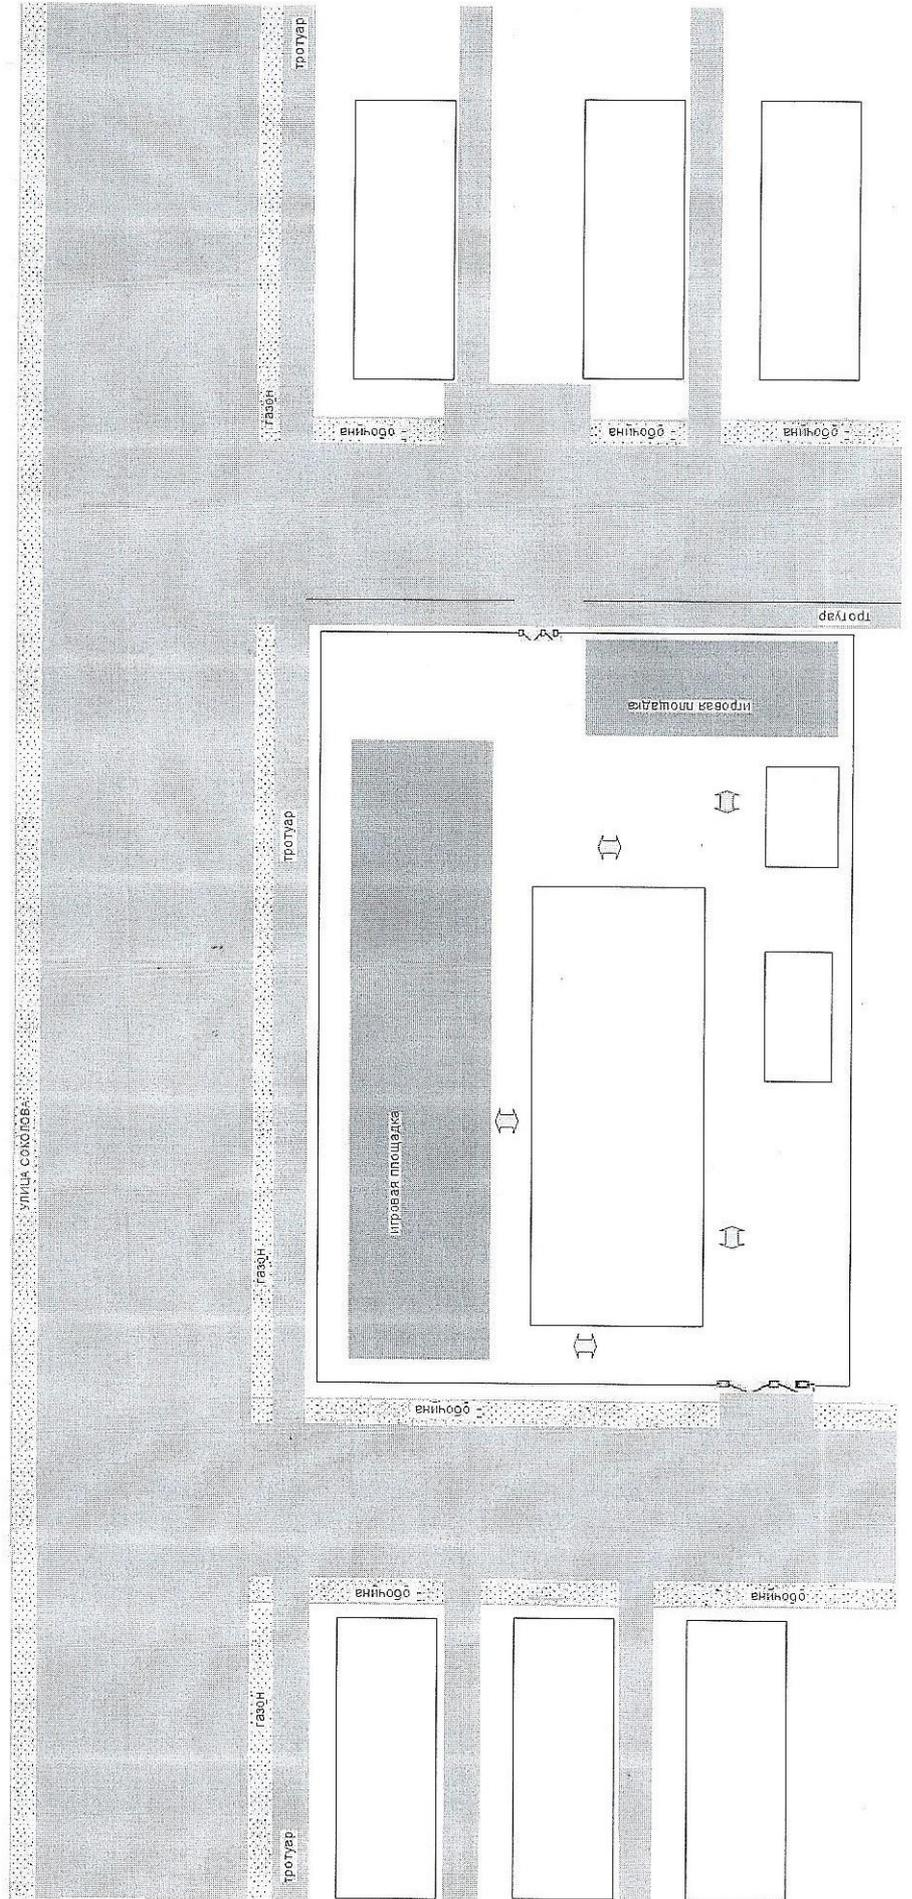 тротуар
газон
- обочина
- обочина
обочина -
тротуар
игровая площадка
тротуар
УЛИЦА СОКОЛОВА
игровая площадка
газон
обочина -
- обочина
обочина
газон
тротуар